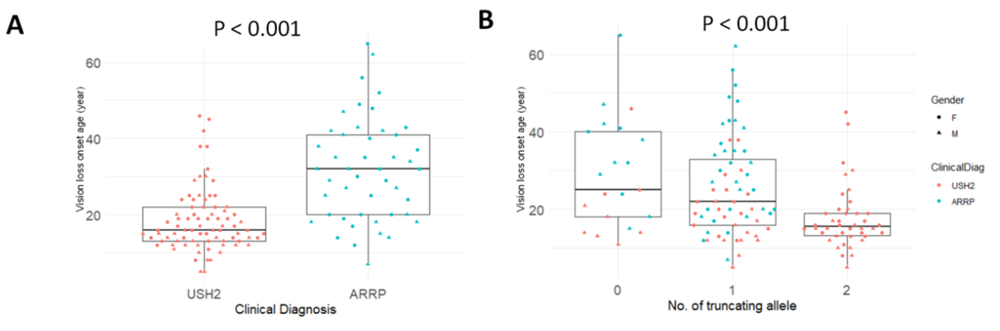 A
P < 0.001
Vision loss onset age (year)
60
40
20
USH2
ARRP
Clinical Diagnosis
B
P < 0.001
Vision loss onset age (year)
60
40
20
0
1
2
No. of truncating allele
Gender
F
M
ClinicalDiag
USH2
ARRP